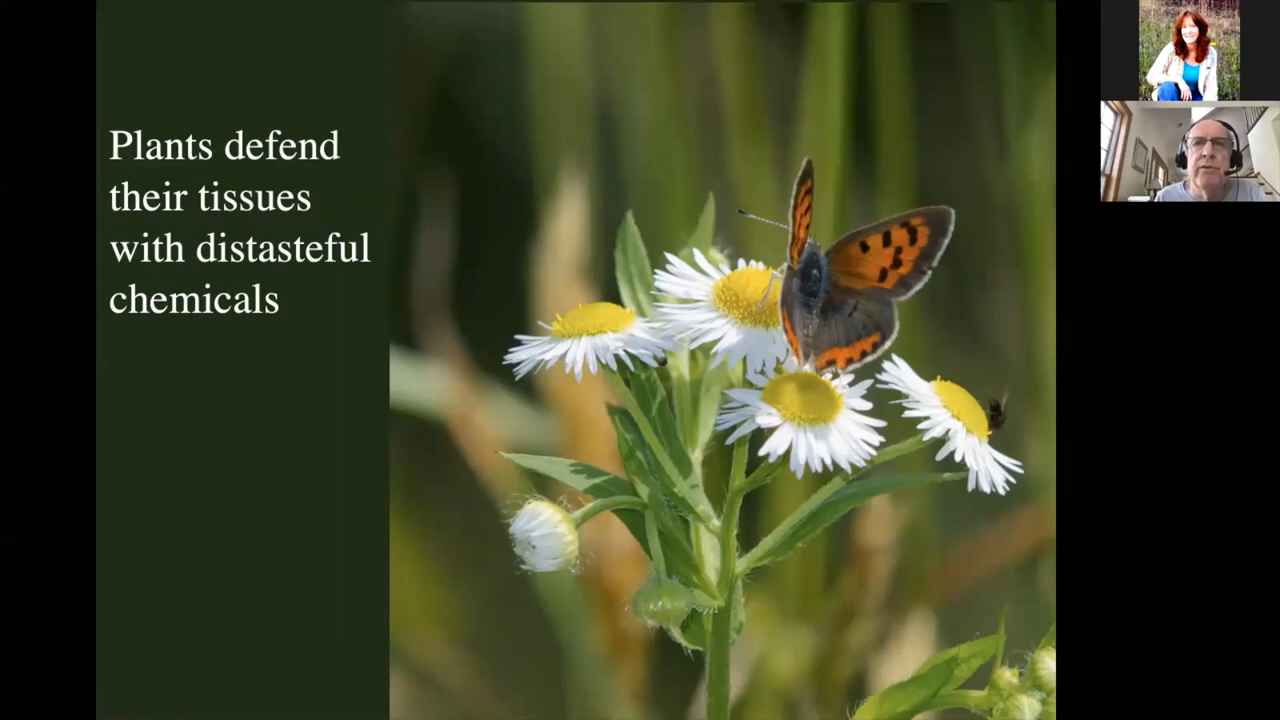 Plants defend
their tissues
with distasteful
chemicals